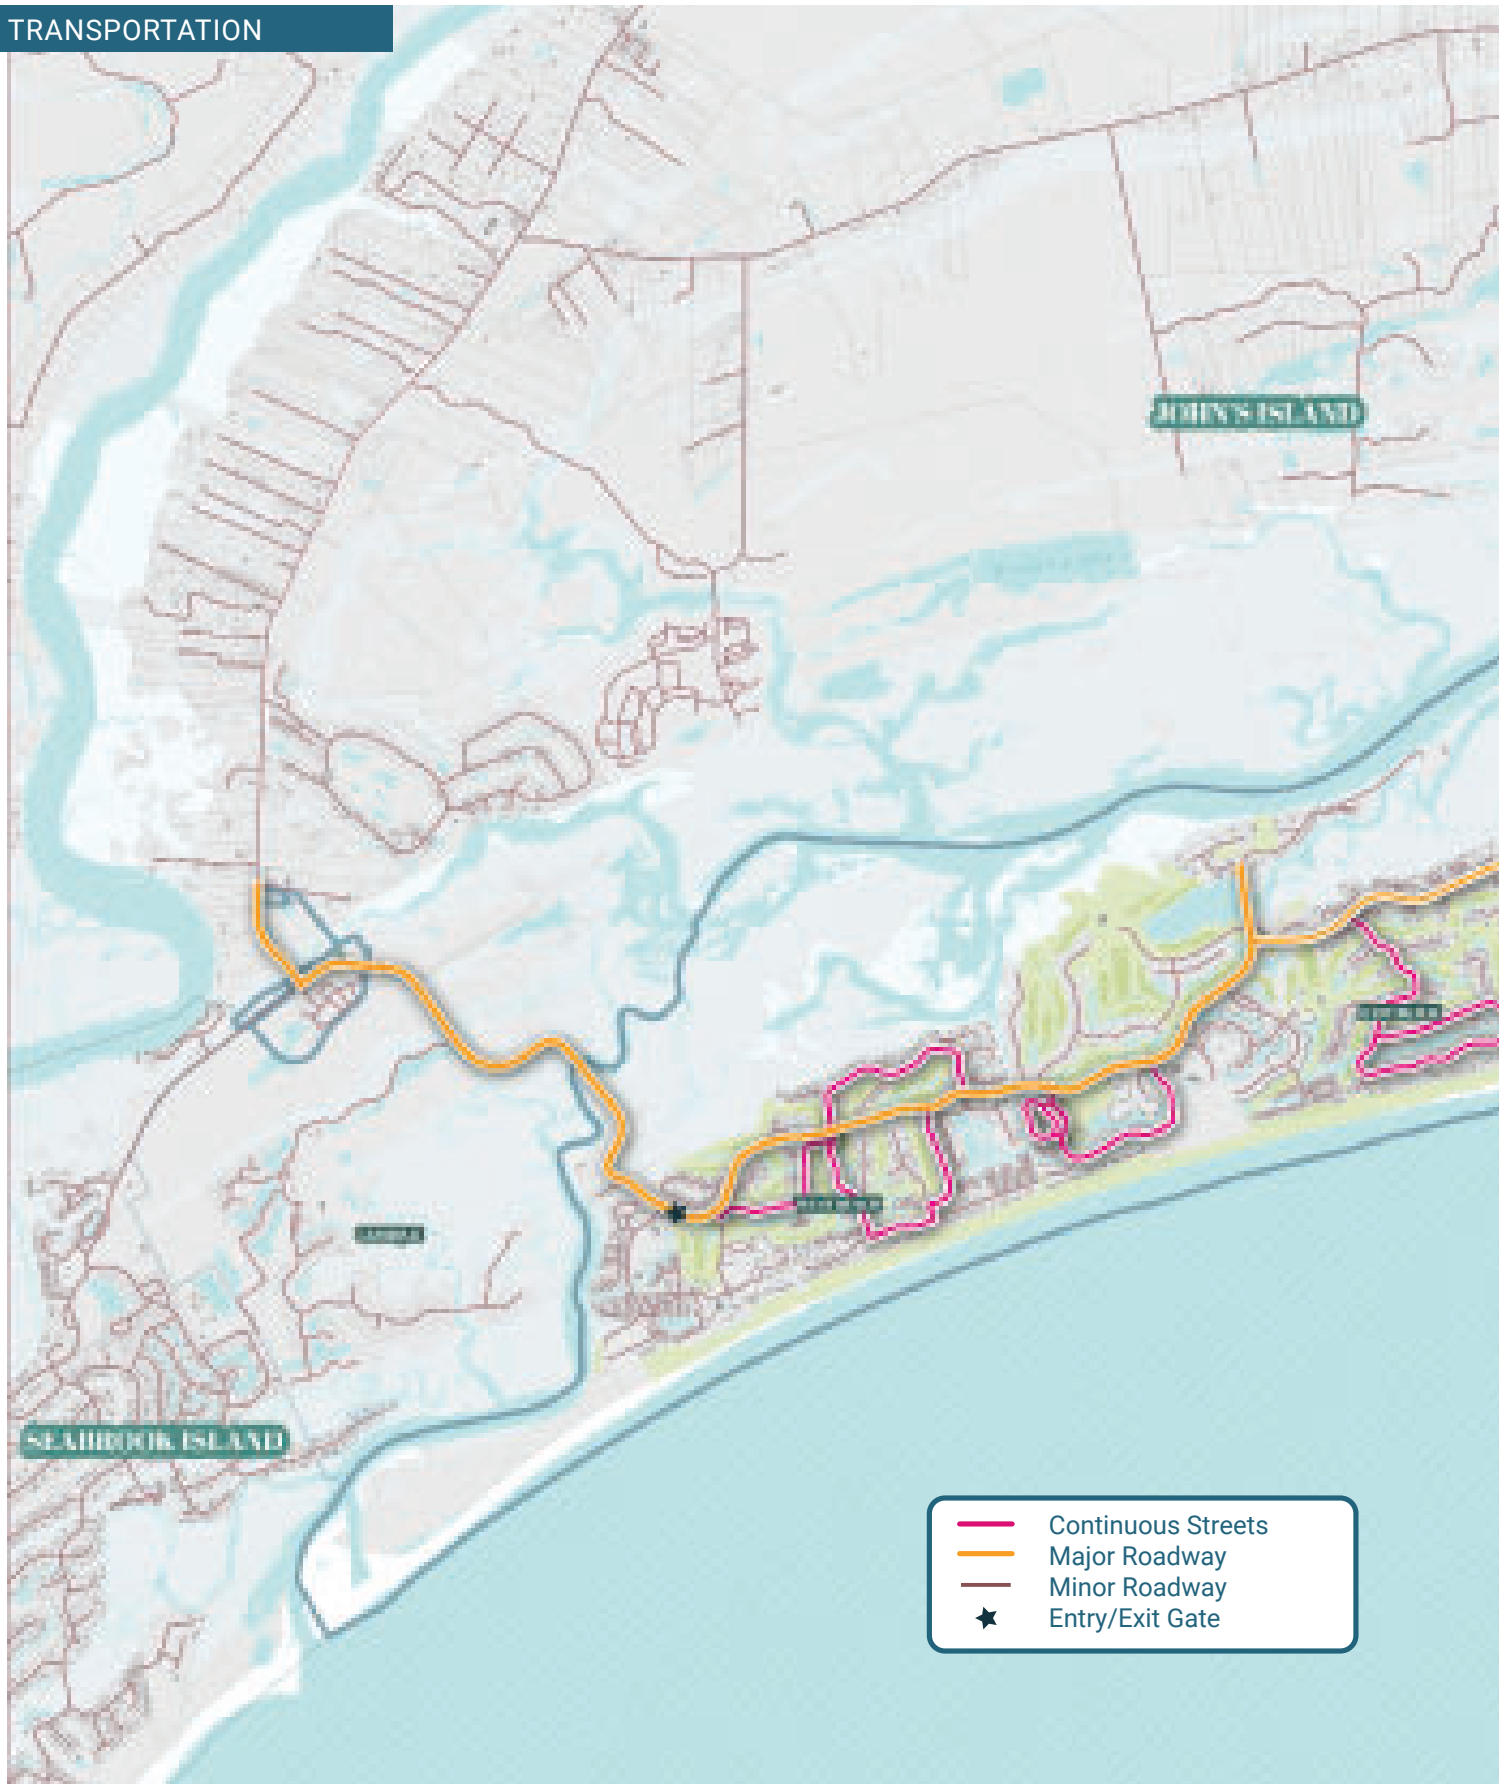 TRANSPORTATION
JOHN'S ISLAND
SEABROOK ISLAND
Continuous Streets
Major Roadway
Minor Roadway
Entry/Exit Gate